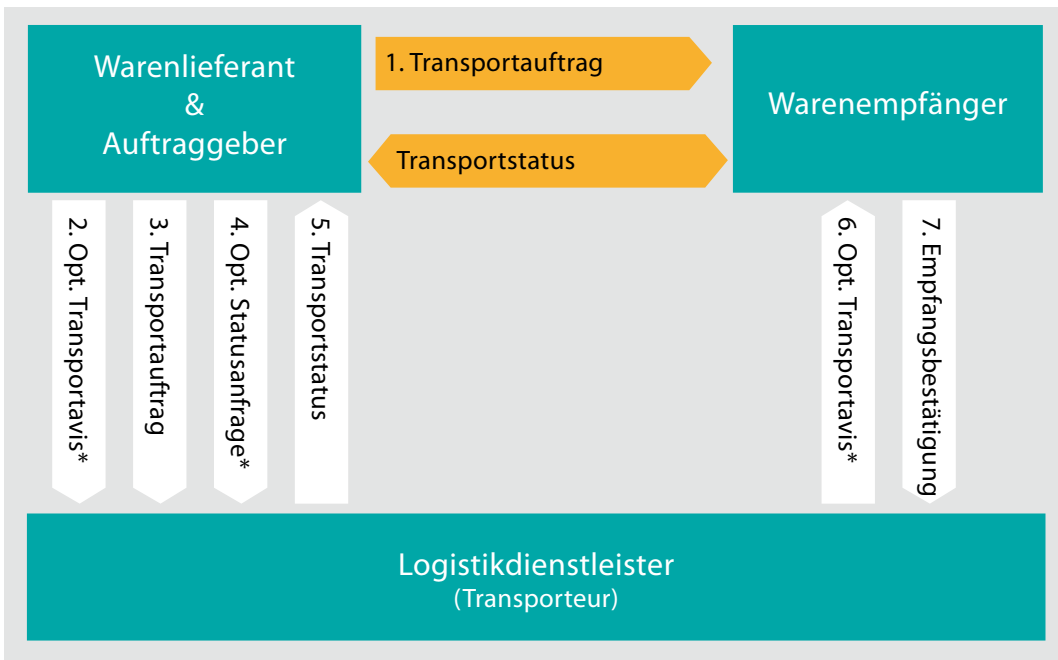 Warenlieferant
&
Auftraggeber
1. Transportauftrag
Transportstatus
Warenempfänger
2. Opt. Transportavis*
3. Transportauftrag
4. Opt. Statusanfrage*
5. Transportstatus
6. Opt. Transportavis*
7. Empfangsbestätigung
Logistikdienstleister
(Transporteur)